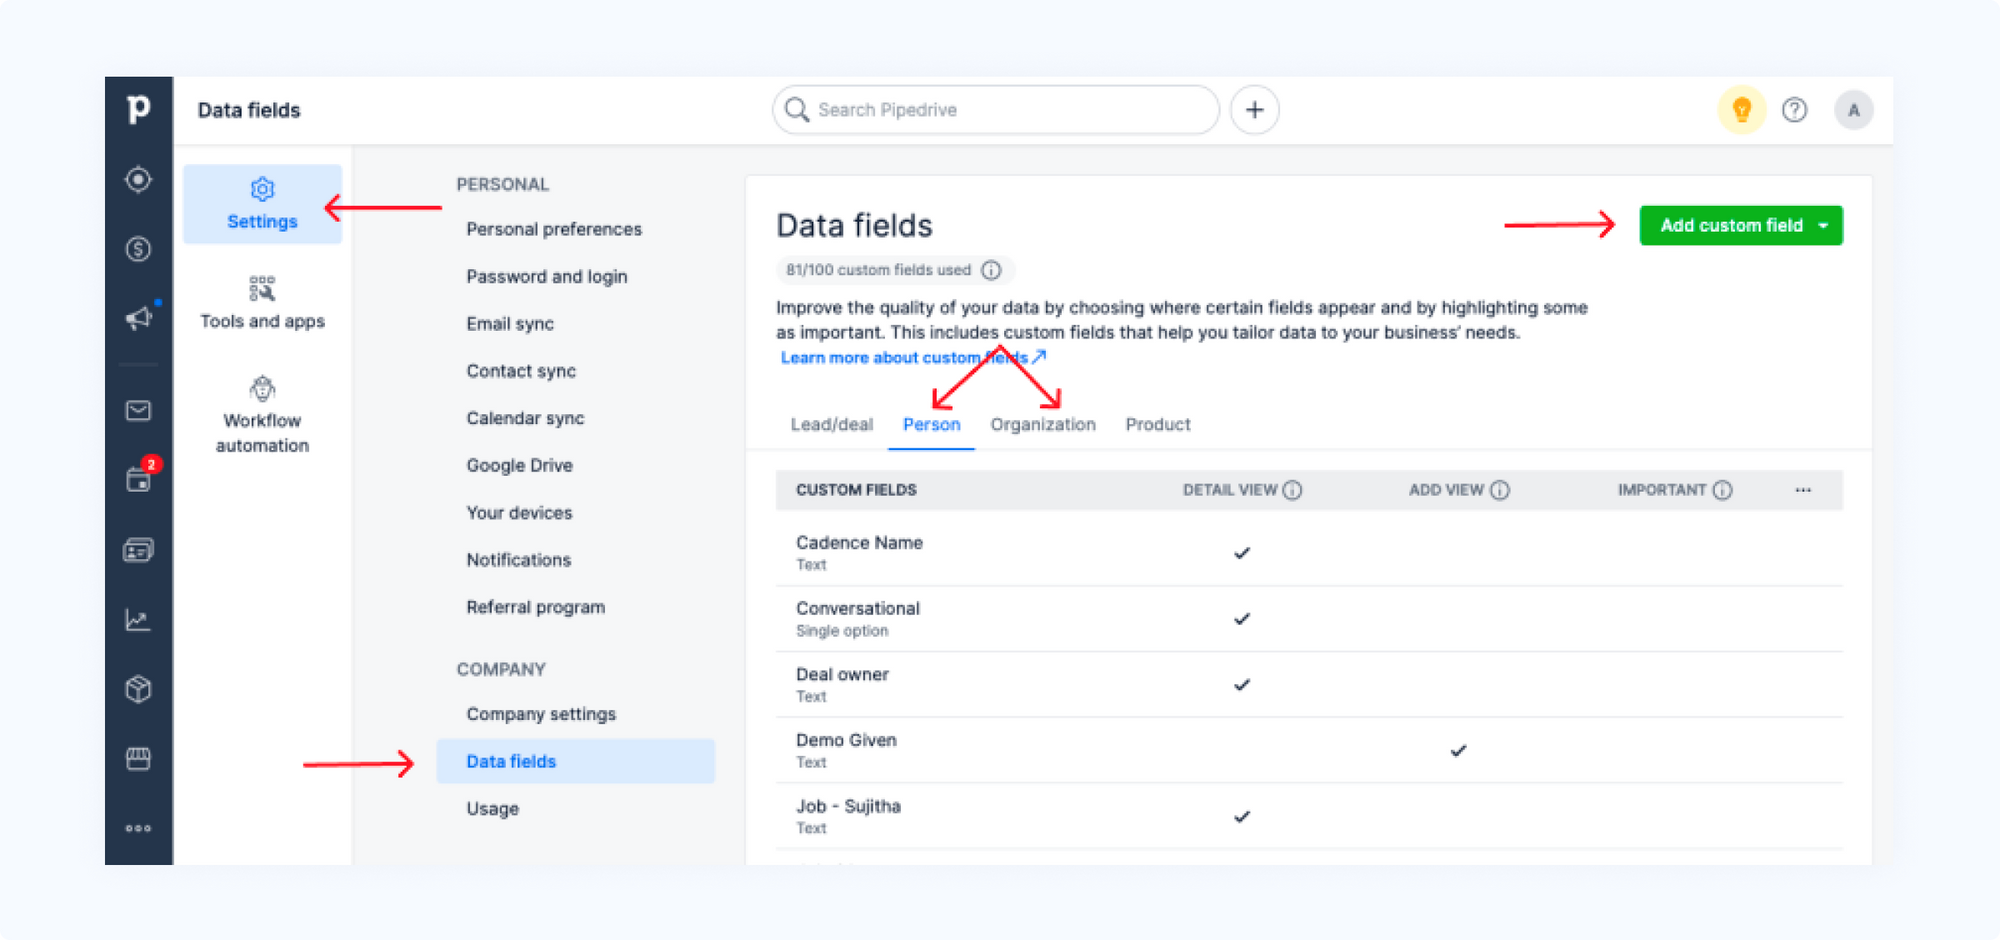 p
Data fields
Search Pipedrive
A
Settings
Tools and apps
Workflow
automation
2
PERSONAL
Personal preferences
Password and login
Email sync
Contact sync
Calendar sync
Google Drive
Your devices
Notifications
Referral program
COMPANY
Company settings
Data fields
Usage
Data fields
Add custom field
81/100 custom fields used
Improve the quality of your data by choosing where certain fields appear and by highlighting some
as important. This includes custom fields that help you tailor data to your business' needs.
Learn more about custom fields
Lead/deal Person Organization Product
CUSTOM FIELDS DETAIL VIEW ADD VIEW IMPORTANT ...
Cadence Name
Text
Conversational
Single option
Deal owner
Text
Demo Given
Text
Job - Sujitha
Text